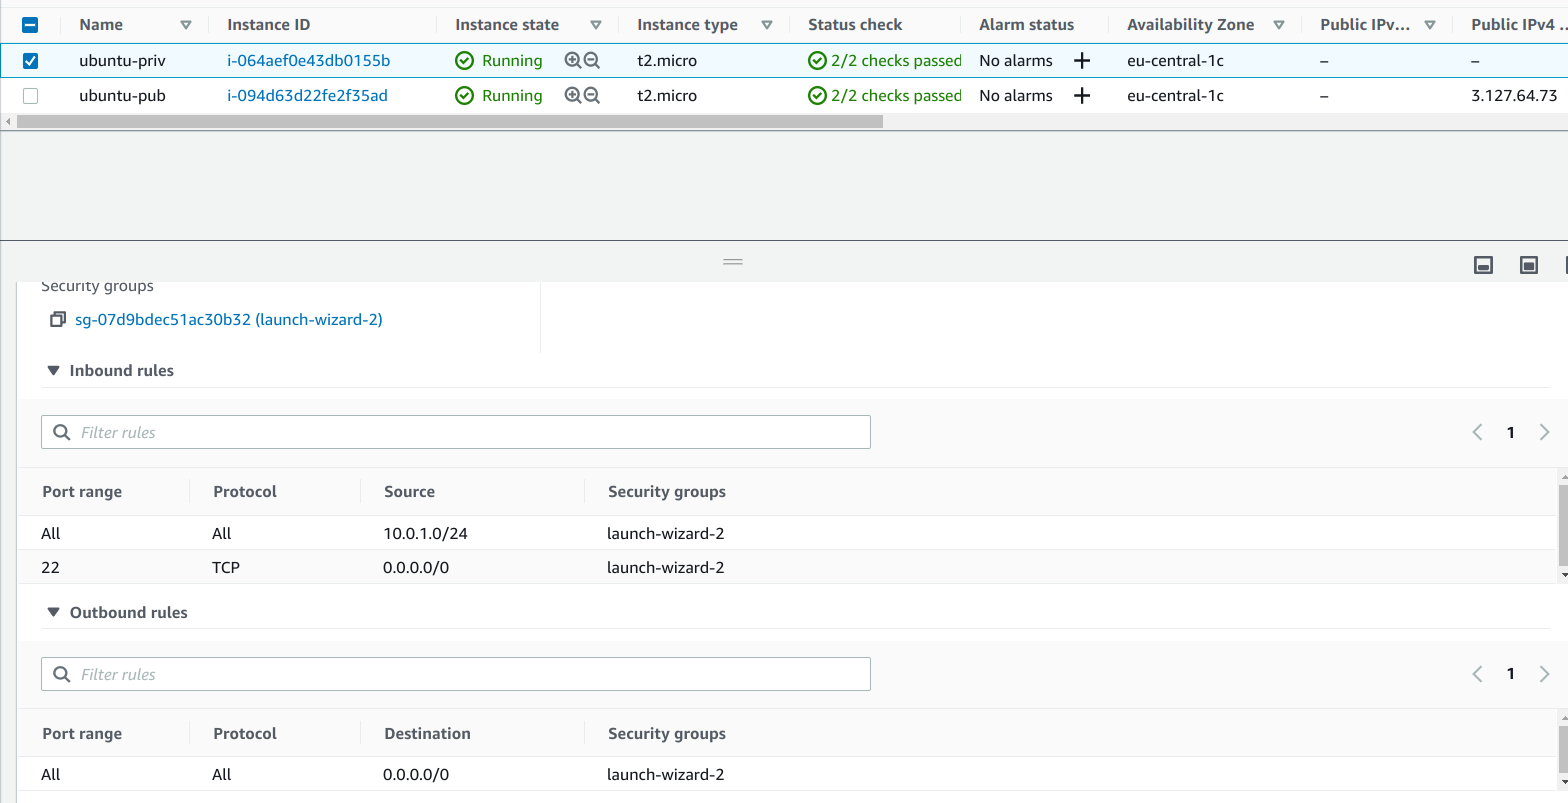 Name Instance ID Instance state Instance type Status check Alarm status Availability Zone Public IPv... Public IPv4 ...
ubuntu-priv i-064aef0e43db0155b Running t2.micro 2/2 checks passed No alarms + eu-central-1c – –
ubuntu-pub i-094d63d22fe2f35ad Running t2.micro 2/2 checks passed No alarms + eu-central-1c – 3.127.64.73
Security groups
sg-07d9bdec51ac30b32 (launch-wizard-2)
Inbound rules
Filter rules 1
Port range Protocol Source Security groups
All All 10.0.1.0/24 launch-wizard-2
22 TCP 0.0.0.0/0 launch-wizard-2
Outbound rules
Filter rules 1
Port range Protocol Destination Security groups
All All 0.0.0.0/0 launch-wizard-2